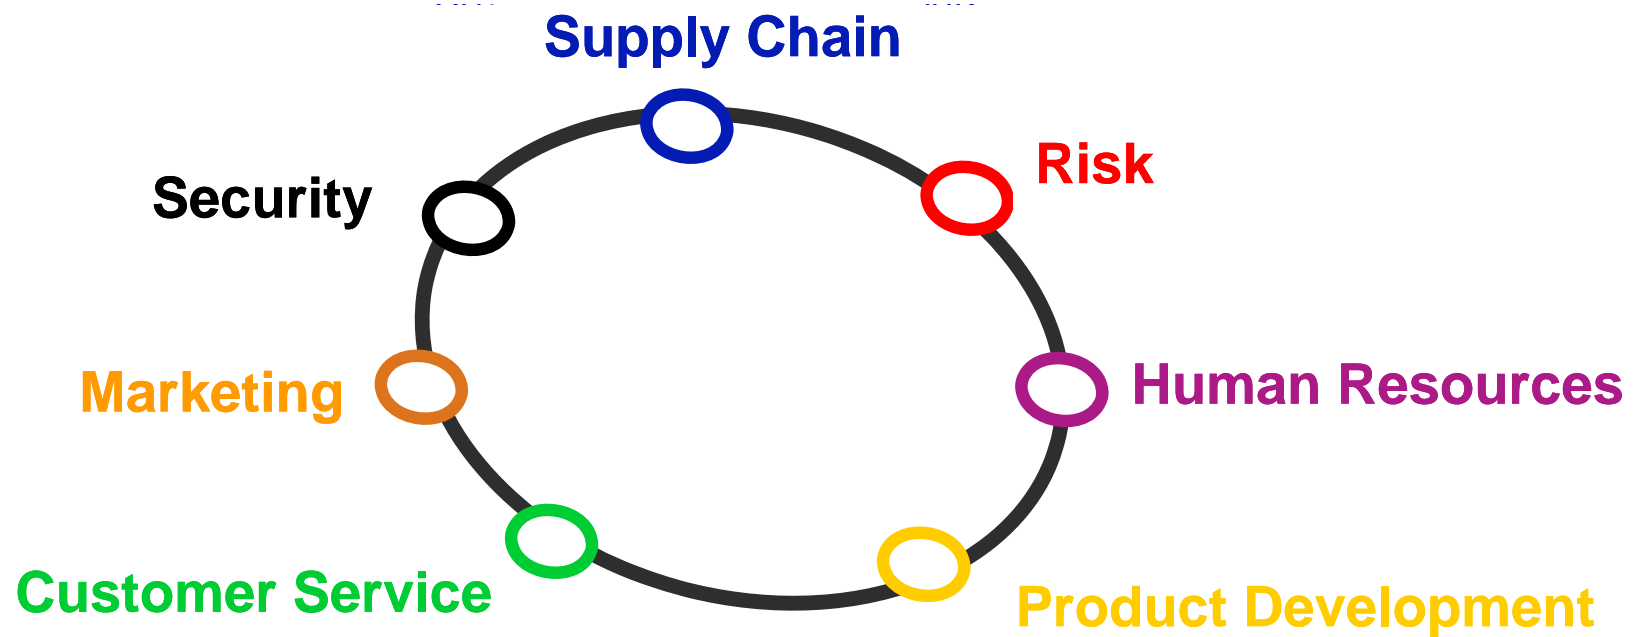 Supply Chain
Risk
Security
Human Resources
Marketing
Customer Service
Product Development